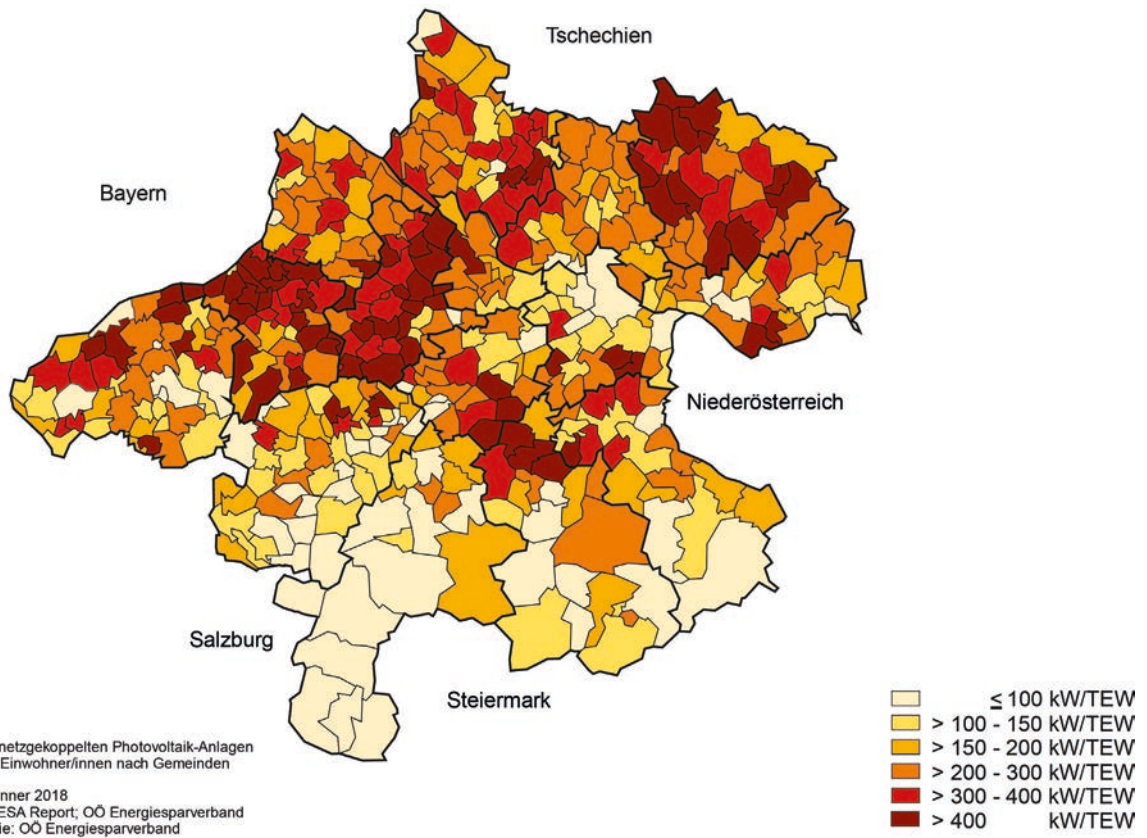 Tschechien
Bayern
Niederösterreich
Salzburg
Steiermark
≤ 100 kW/TEW
> 100 - 150 kW/TEW
> 150 - 200 kW/TEW
> 200 - 300 kW/TEW
> 300 - 400 kW/TEW
> 400 kW/TEW
netzgekoppelten Photovoltaik-Anlagen
Einwohner/innen nach Gemeinden
2018
ESA Report; OÖ Energiesparverband
OÖ Energiesparverband